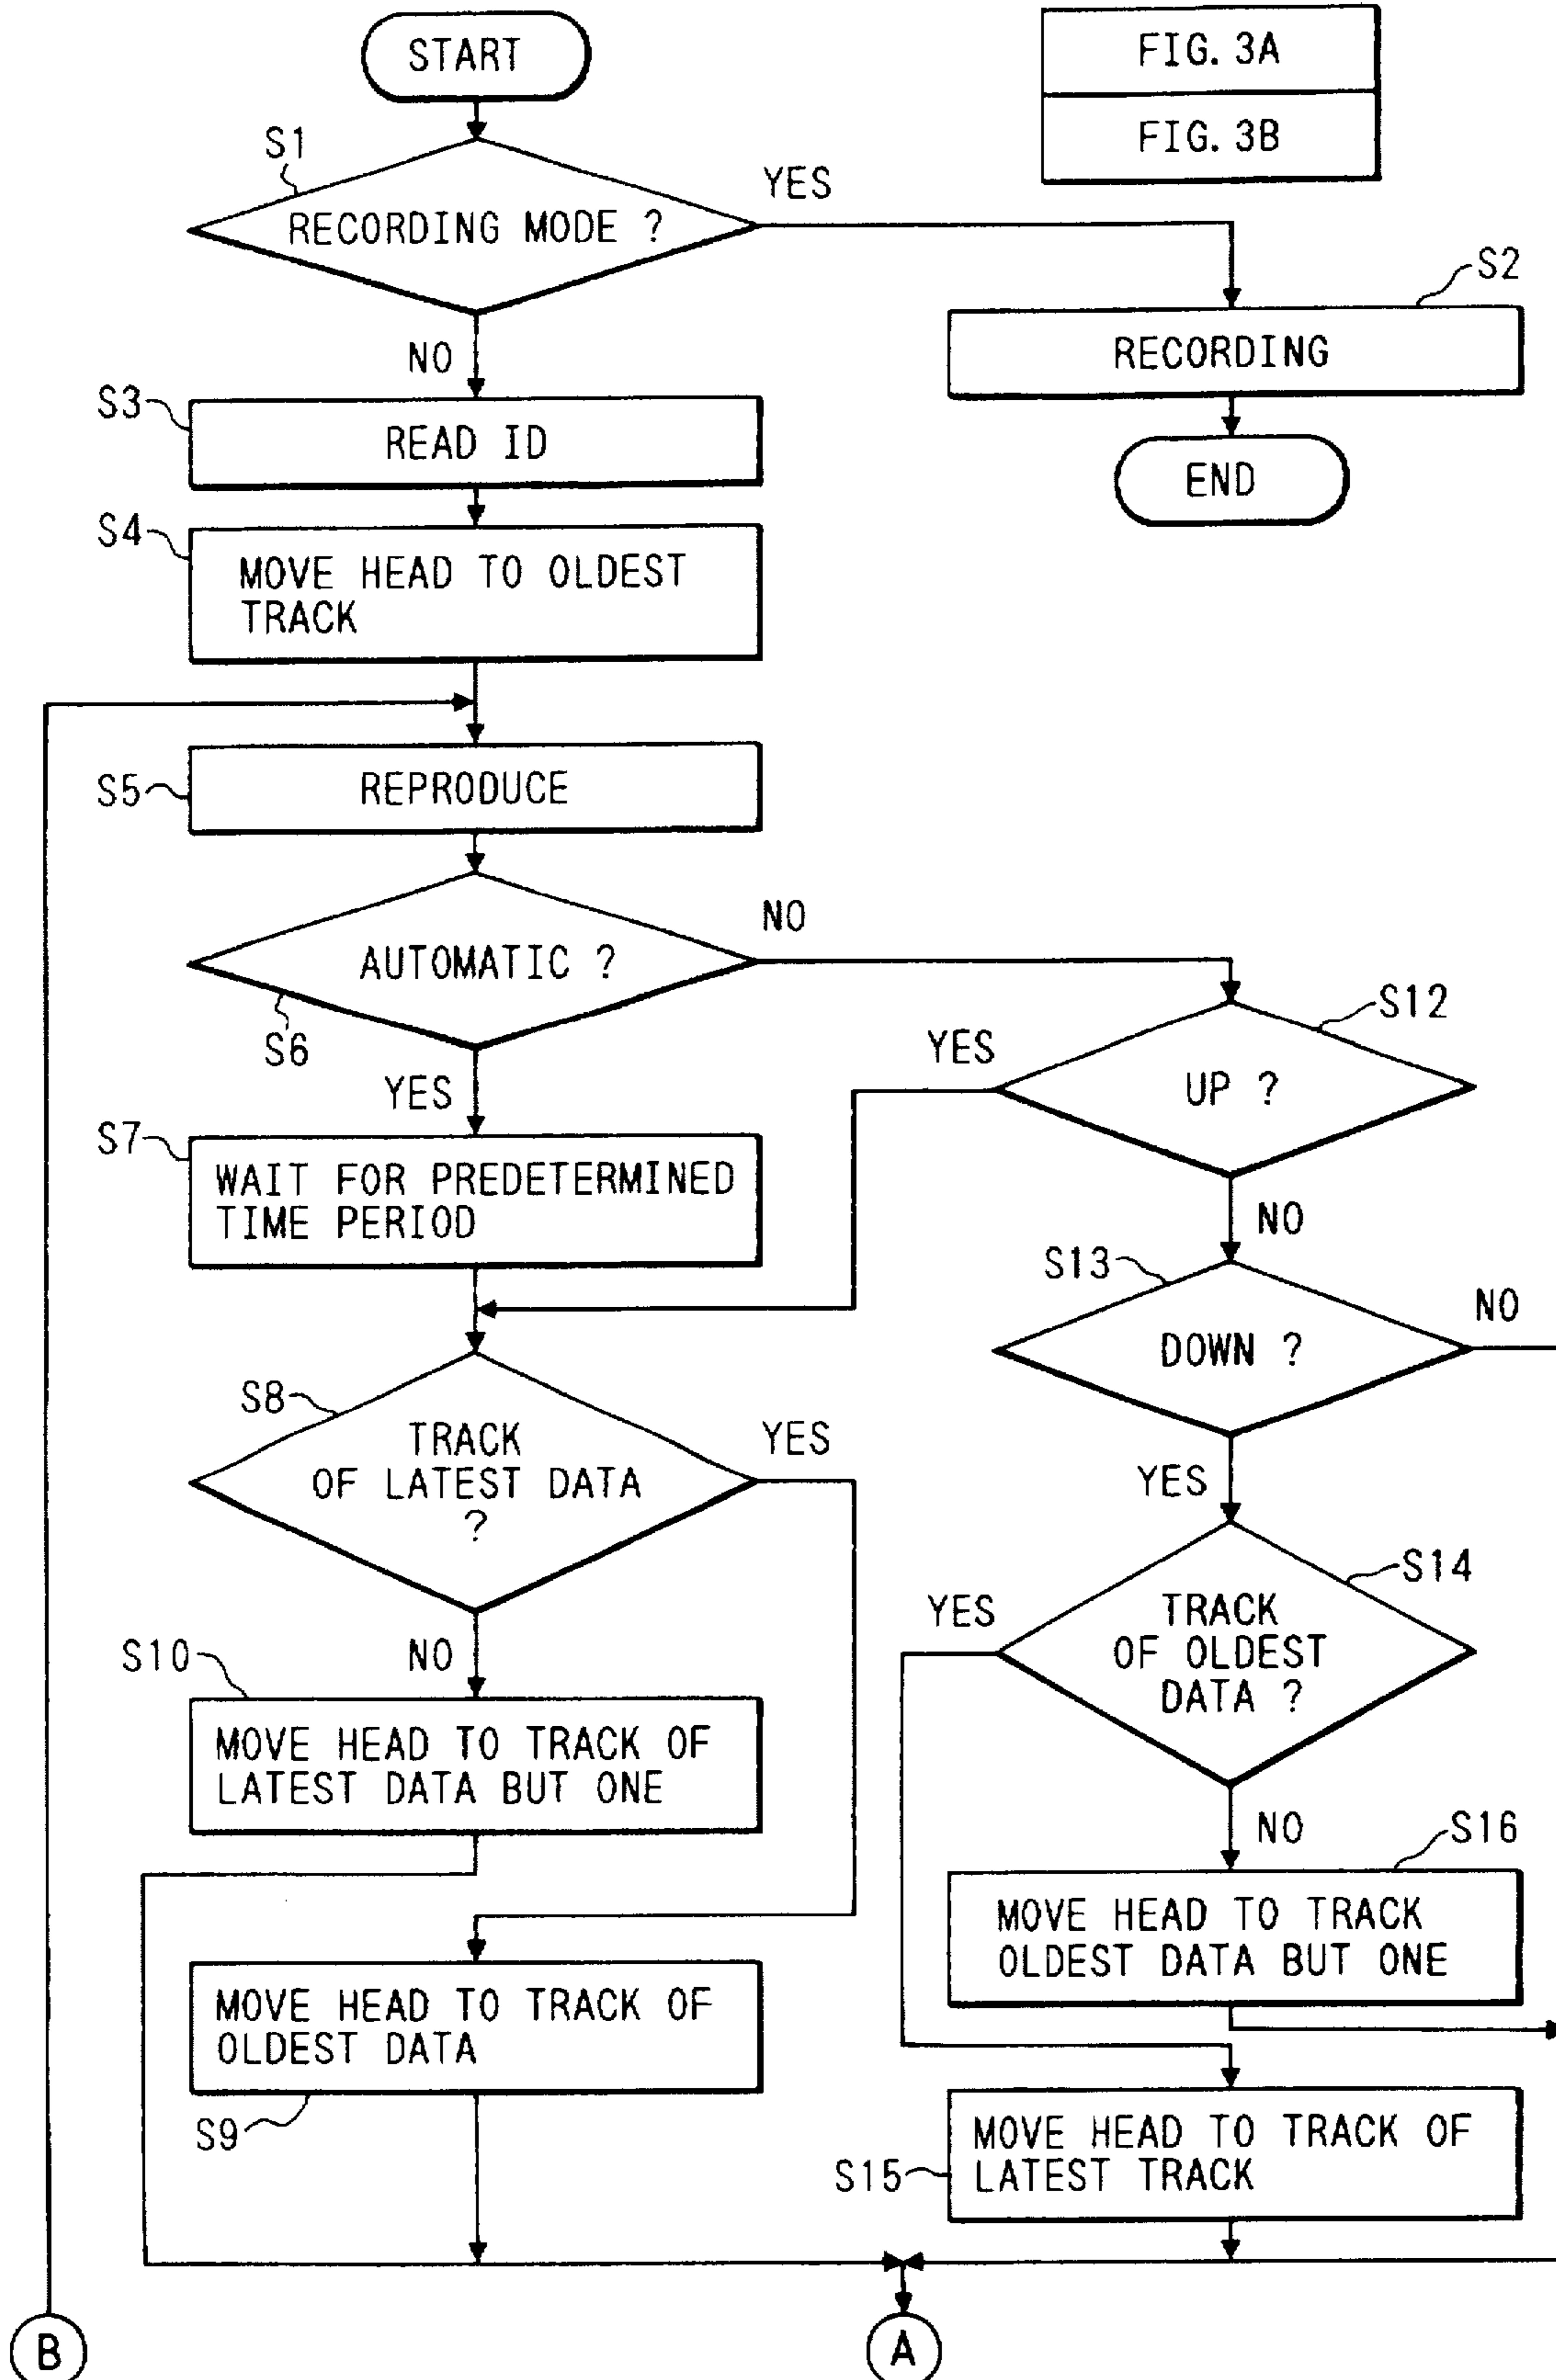 START
FIG. 3A
FIG. 3B
S1
RECORDING MODE ?
YES
S2
RECORDING
NO
S3
READ ID
END
S4
MOVE HEAD TO OLDEST
TRACK
S5
REPRODUCE
NO
AUTOMATIC ?
S6
S12
YES
UP ?
YES
S7
WAIT FOR PREDETERMINED
TIME PERIOD
NO
S13
DOWN ?
NO
S8
TRACK
OF LATEST DATA
?
YES
YES
S14
YES
TRACK
OF OLDEST
DATA ?
NO
S10
MOVE HEAD TO TRACK OF
LATEST DATA BUT ONE
NO
S16
MOVE HEAD TO TRACK
OLDEST DATA BUT ONE
MOVE HEAD TO TRACK OF
OLDEST DATA
S9
S15
MOVE HEAD TO TRACK OF
LATEST TRACK
B
A